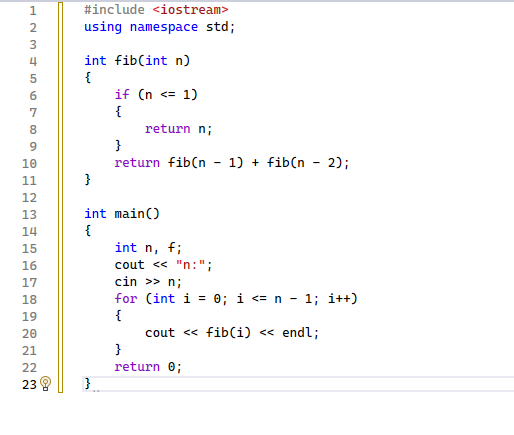 1 #include <iostream>
2 using namespace std;
3
4 int fib(int n)
5 {
6     if (n <= 1)
7     {
8         return n;
9     }
10     return fib(n - 1) + fib(n - 2);
11 }
12
13 int main()
14 {
15     int n, f;
16     cout << "n:";
17     cin >> n;
18     for (int i = 0; i <= n - 1; i++)
19     {
20         cout << fib(i) << endl;
21     }
22     return 0;
23 }